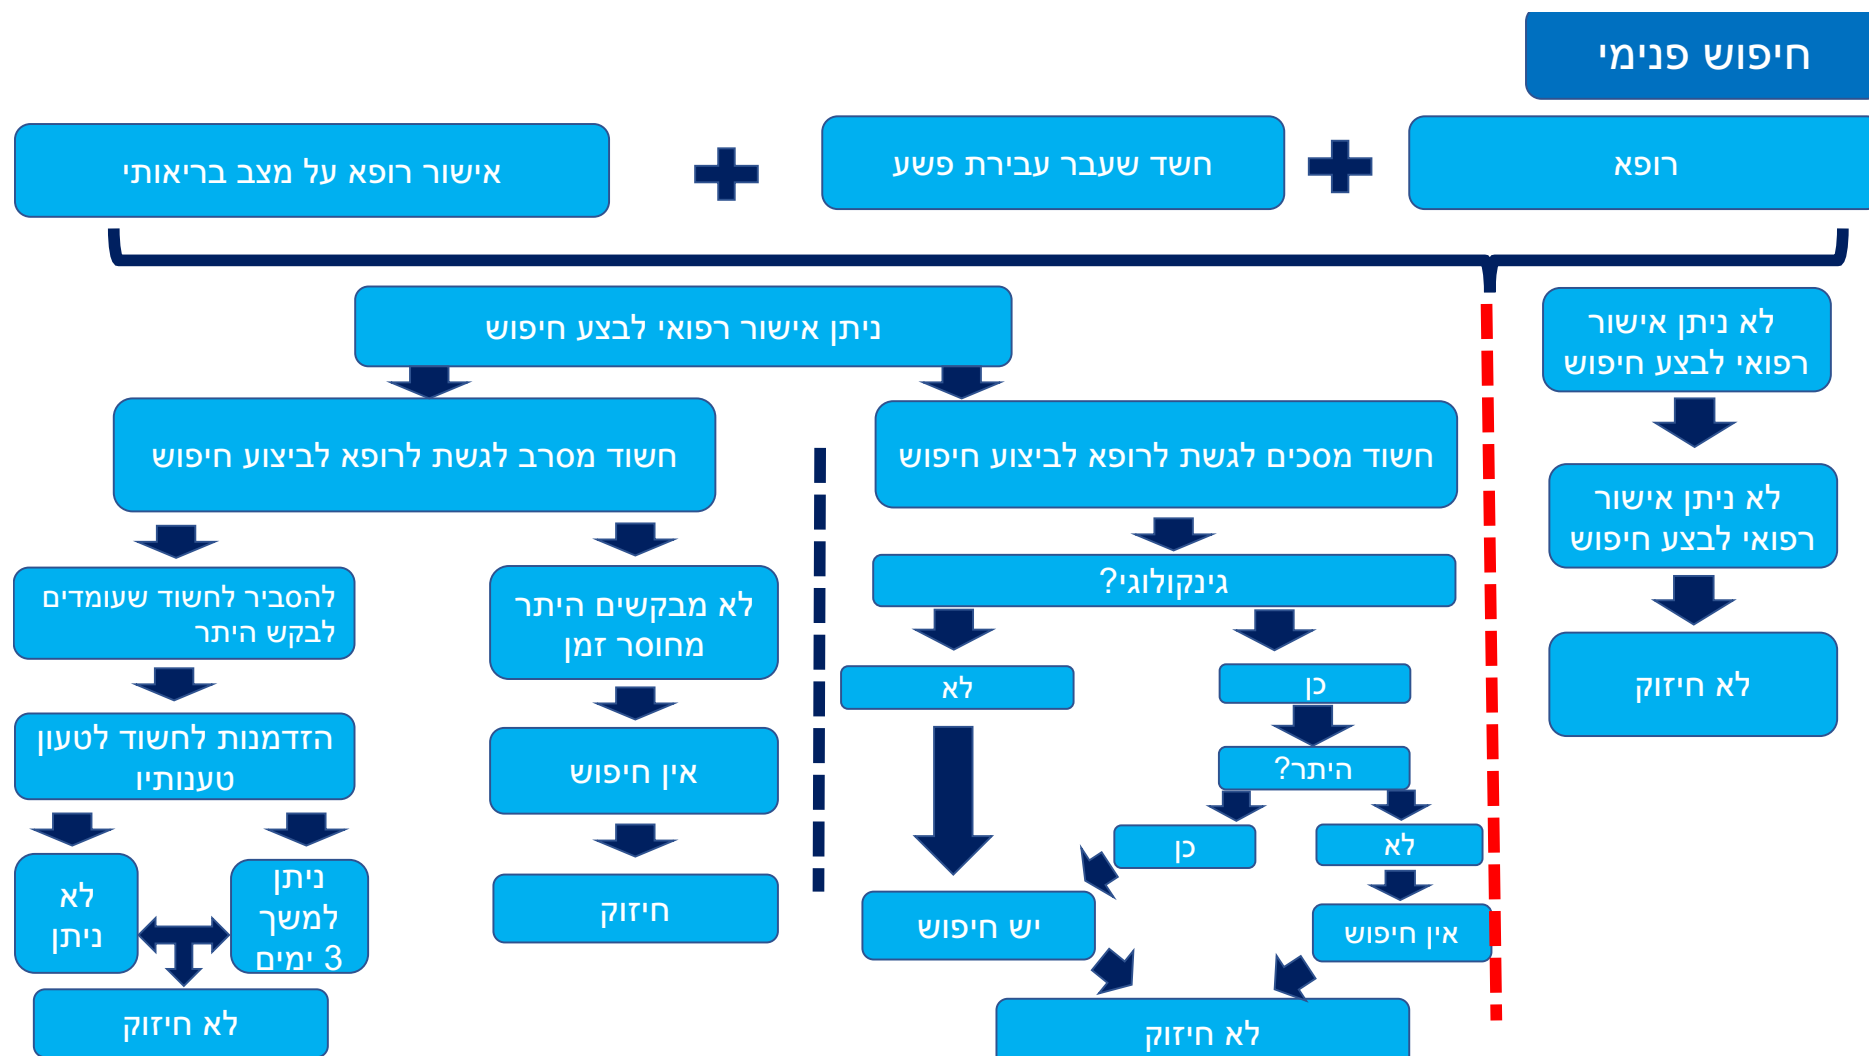 חיפוש פנימי
רופא
חשד שעבר עבירת פשע
אישור רופא על מצב בריאותי
לא ניתן אישור
רפואי לבצע חיפוש
לא ניתן אישור
רפואי לבצע חיפוש
לא חיזוק
ניתן אישור רפואי לבצע חיפוש
חשוד מסכים לגשת לרופא לביצוע חיפוש
גינקולוגי?
כן
לא
היתר?
לא
כן
אין חיפוש
יש חיפוש
לא חיזוק
חשוד מסרב לגשת לרופא לביצוע חיפוש
לא מבקשים היתר
מחוסר זמן
אין חיפוש
חיזוק
להסביר לחשוד שעומדים
לבקש היתר
הזדמנות לחשוד לטעון
טענותיו
ניתן
למשך
3 ימים
לא
ניתן
לא חיזוק